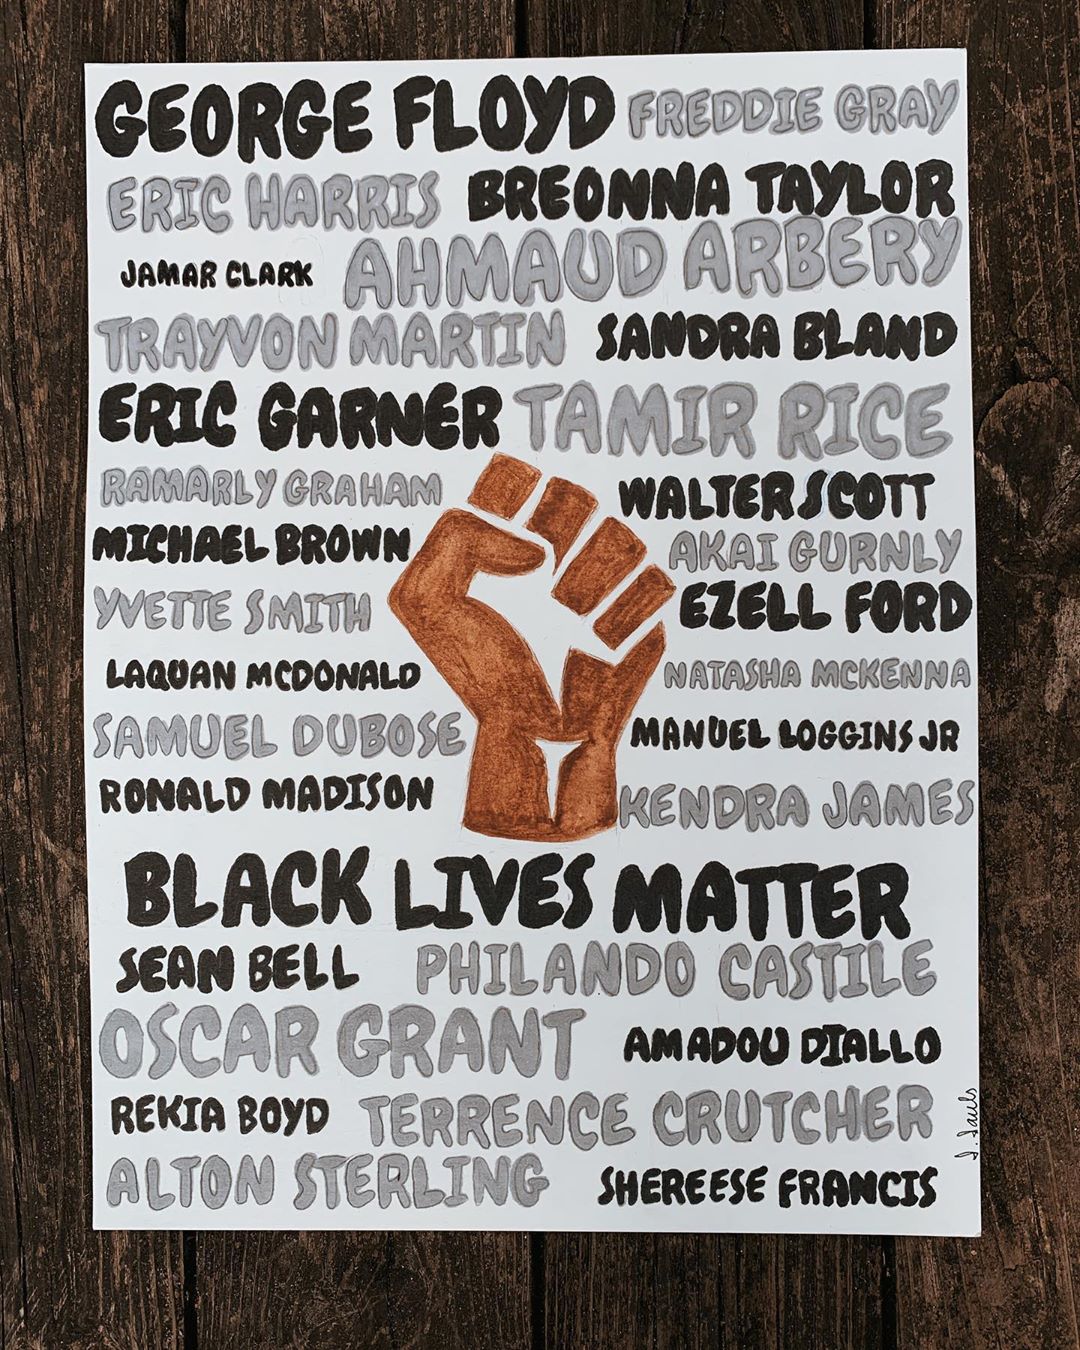 GEORGE FLOYD FREDDIE GRAY
ERIC HARRIS BREONNA TAYLOR
JAMAR CLARK AHMAUD ARBERY
TRAYVON MARTIN SANDRA BLAND
ERIC GARNER TAMIR RICE
RAMARLY GRAHAM WALTER SCOTT
MICHAEL BROWN AKAI GURNLY
YVETTE SMITH EZELL FORD
LAQUAN MCDONALD NATASHA MCKENNA
SAMUEL DUBOSE MANUEL LOGGINS JR
RONALD MADISON KENDRA JAMES
BLACK LIVES MATTER
SEAN BELL PHILANDO CASTILE
OSCAR GRANT AMADOU DIALLO
REKIA BOYD TERRENCE CRUTCHER
ALTON STERLING SHEREESE FRANCIS